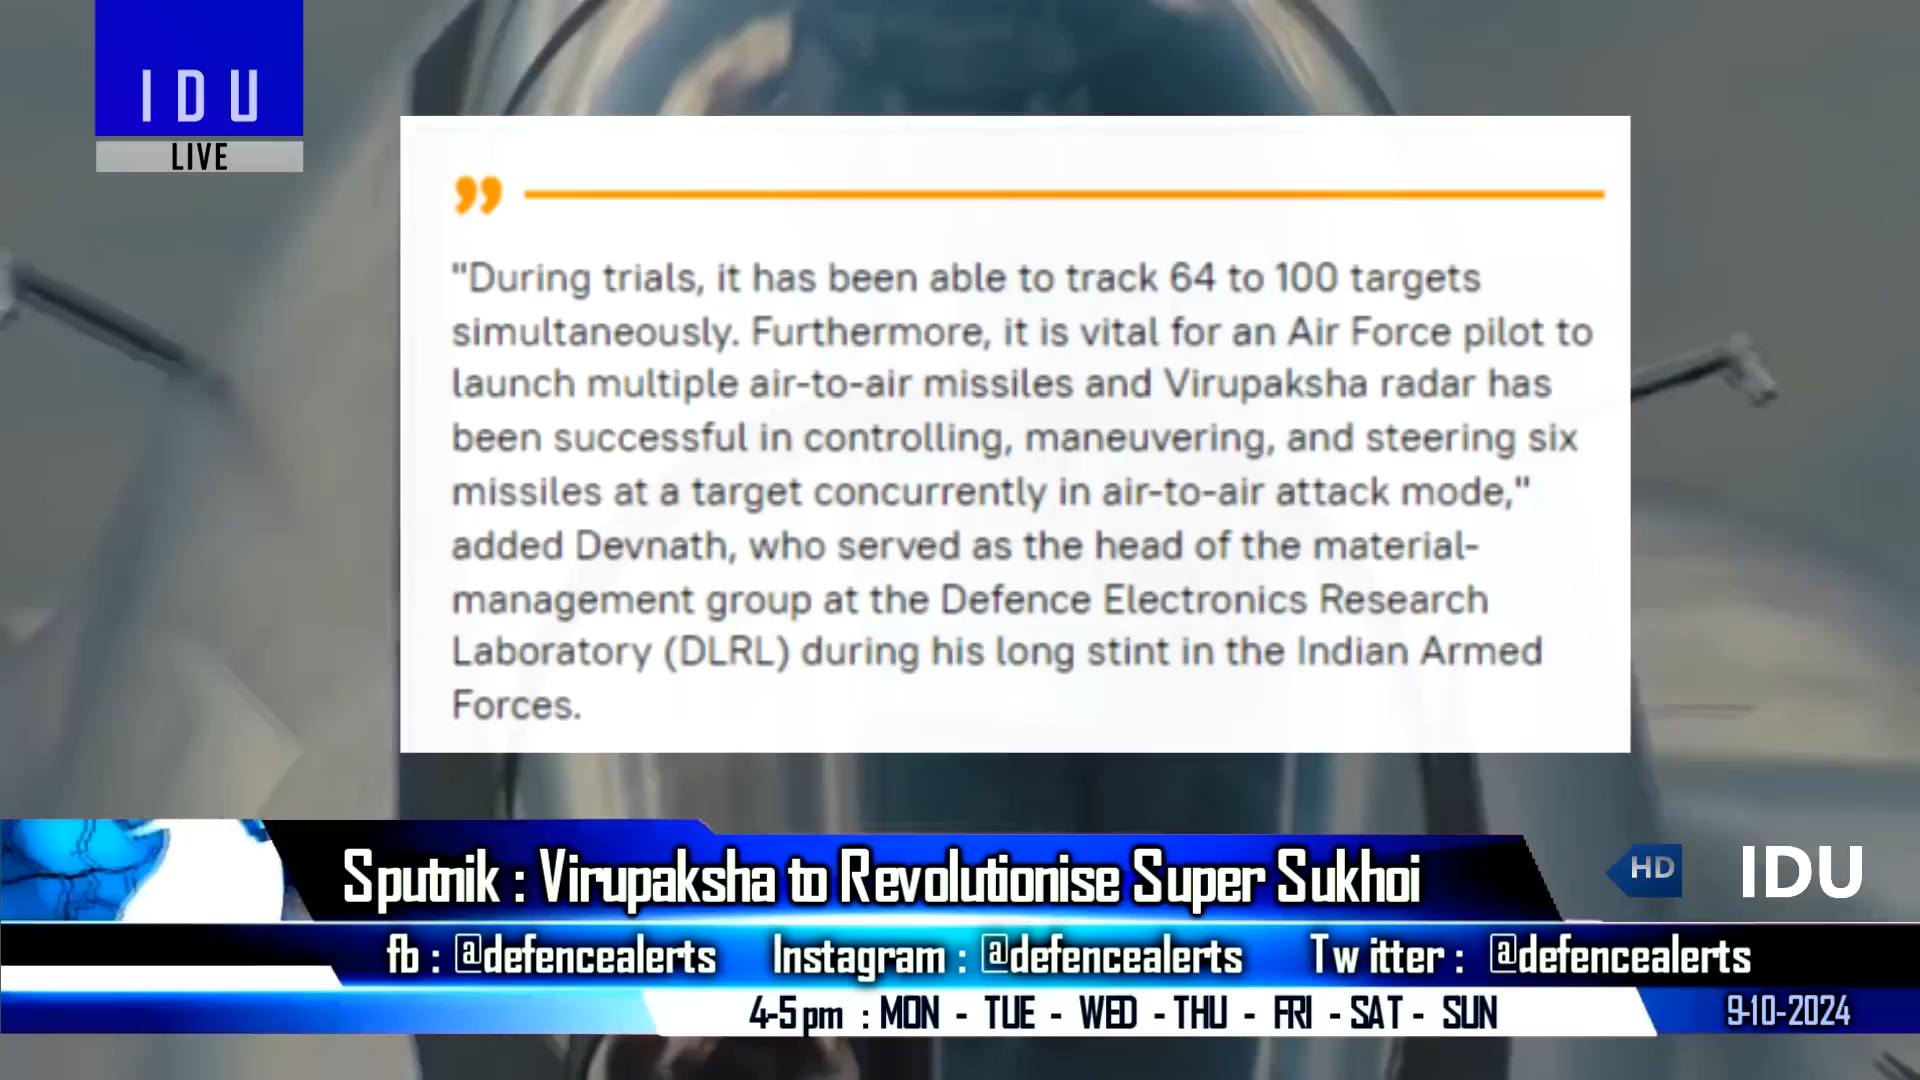 IDU
LIVE
"During trials, it has been able to track 64 to 100 targets
simultaneously. Furthermore, it is vital for an Air Force pilot to
launch multiple air-to-air missiles and Virupaksha radar has
been successful in controlling, maneuvering, and steering six
missiles at a target concurrently in air-to-air attack mode,"
added Devnath, who served as the head of the material-
management group at the Defence Electronics Research
Laboratory (DLRL) during his long stint in the Indian Armed
Forces.
Sputnik : Virupaksha to Revolutionise Super Sukhoi
HD IDU
fb : @defencealerts Instagram : @defencealerts Twitter : @defencealerts
4-5 pm : MON - TUE - WED - THU - FRI - SAT - SUN
9-10-2024